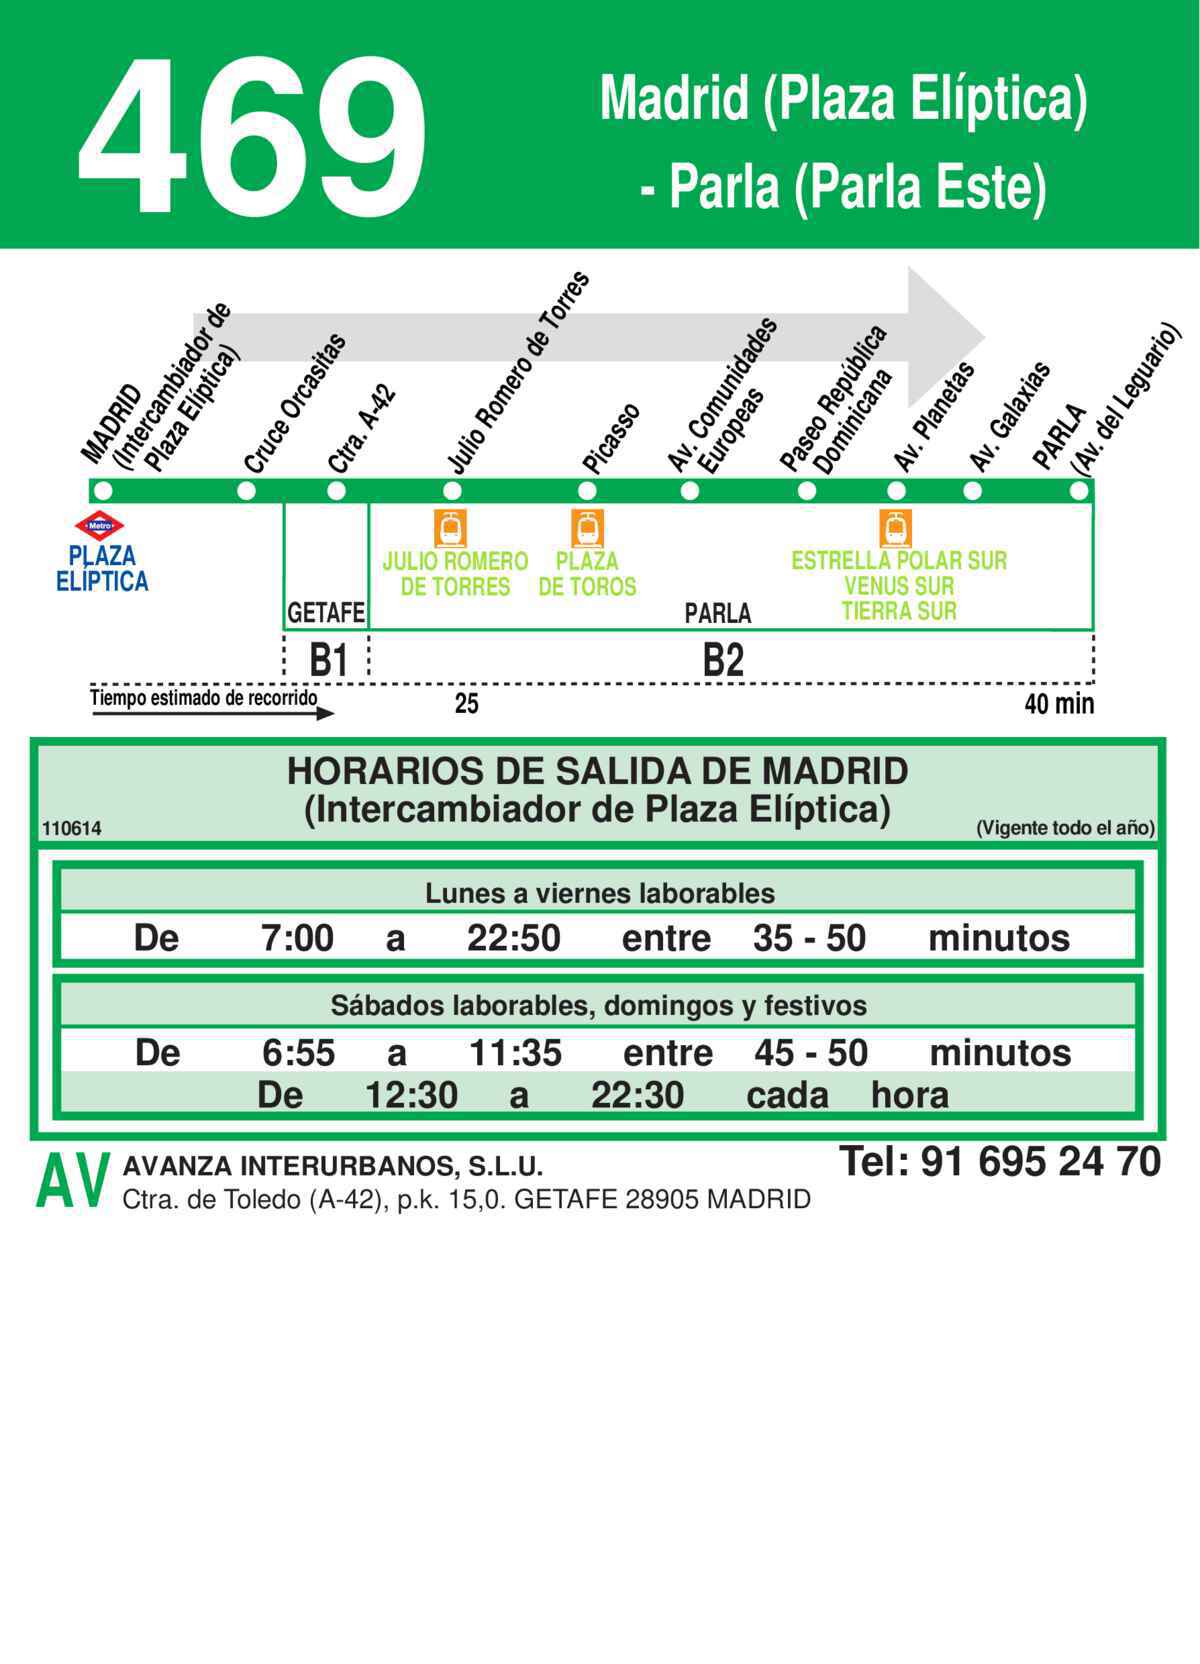 469
Madrid (Plaza Elíptica)
- Parla (Parla Este)
MADRID
(Intercambiador de
Plaza Elíptica)
Cruce Orcasitas
Ctra. A-42
Julio Romero de Torres
Picasso
Av. Comunidades
Europeas
Paseo República
Dominicana
Av. Planetas
Av. Galaxias
PARLA
(Av. del Leguario)
Metro
PLAZA
ELÍPTICA
JULIO ROMERO
DE TORRES
PLAZA
DE TOROS
ESTRELLA POLAR SUR
VENUS SUR
TIERRA SUR
GETAFE
PARLA
B1
B2
Tiempo estimado de recorrido
25
40 min
HORARIOS DE SALIDA DE MADRID
(Intercambiador de Plaza Elíptica)
110614
(Vigente todo el año)
Lunes a viernes laborables
De 7:00 a 22:50 entre 35 - 50 minutos
Sábados laborables, domingos y festivos
De 6:55 a 11:35 entre 45 - 50 minutos
De 12:30 a 22:30 cada hora
AV
AVANZA INTERURBANOS, S.L.U.
Tel: 91 695 24 70
Ctra. de Toledo (A-42), p.k. 15,0. GETAFE 28905 MADRID